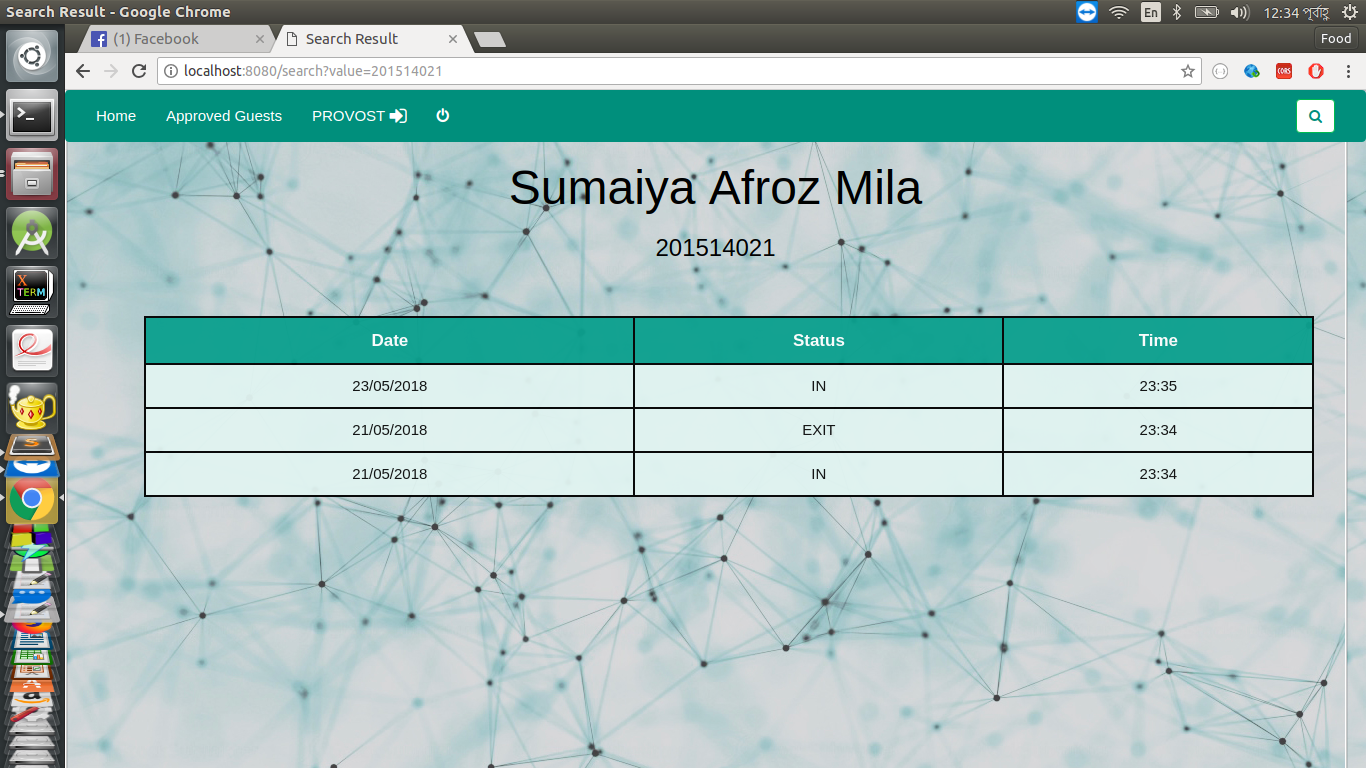 Search Result - Google Chrome
En
12:34 পূর্বাহ্ণ
(1) Facebook
Search Result
Food
localhost:8080/search?value=201514021
CORS
Home
Approved Guests
PROVOST
Sumaiya Afroz Mila
201514021
Date Status Time
23/05/2018 IN 23:35
21/05/2018 EXIT 23:34
21/05/2018 IN 23:34
X
TERM